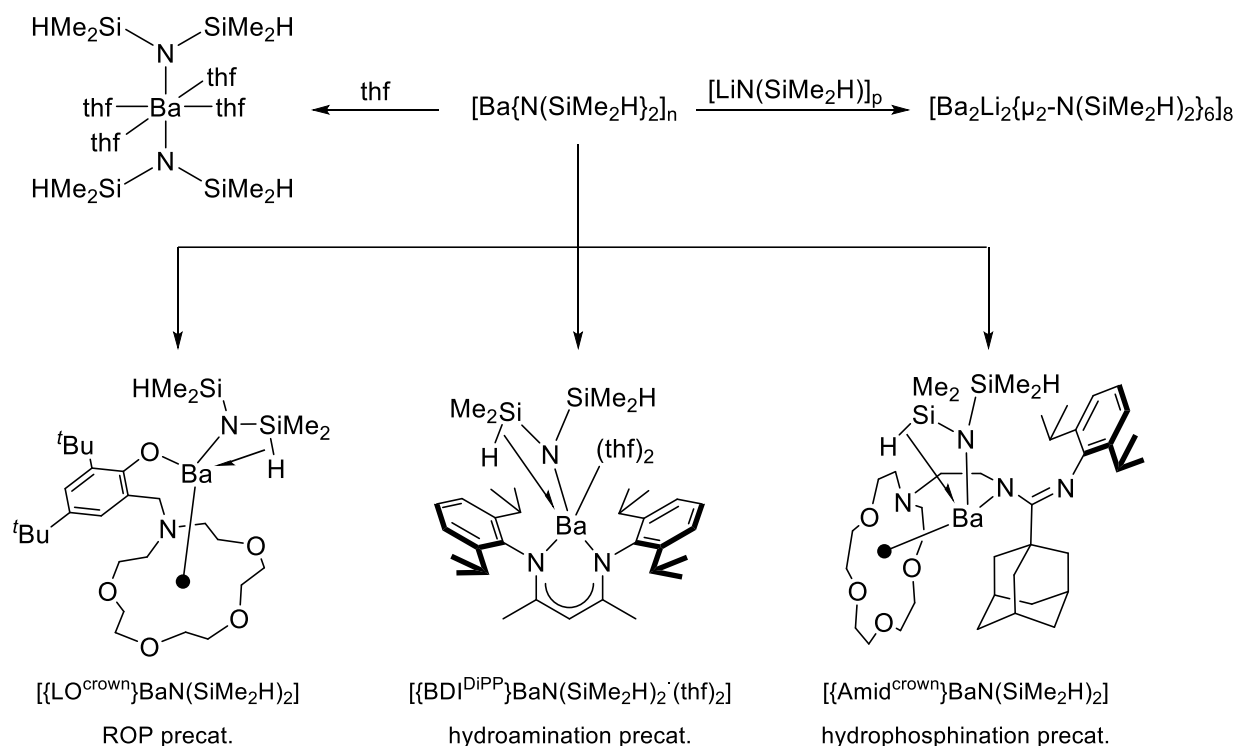 HMe₂Si SiMe₂H
N
thf
thf Ba thf
thf
N
HMe₂Si SiMe₂H
thf
[Ba{N(SiMe₂H}₂]ₙ
[LiN(SiMe₂H)]ₚ
[Ba₂Li₂{µ₂-N(SiMe₂H)₂}₆]₈
HMe₂Si
N SiMe₂
H
ᵗBu
O
Ba
ᵗBu
N
O
O
O
O
SiMe₂H
Me₂Si
H
N
(thf)₂
Ba
N N
Me₂ SiMe₂H
Si
H
N
N
N
N
O
Ba
O
O
O
[{LOᶜʳᵒʷⁿ}BaN(SiMe₂H)₂]
ROP precat.
[{BDIᴰⁱᴾᴾ}BaN(SiMe₂H)₂·(thf)₂]
hydroamination precat.
[{Amidᶜʳᵒʷⁿ}BaN(SiMe₂H)₂]
hydrophosphination precat.